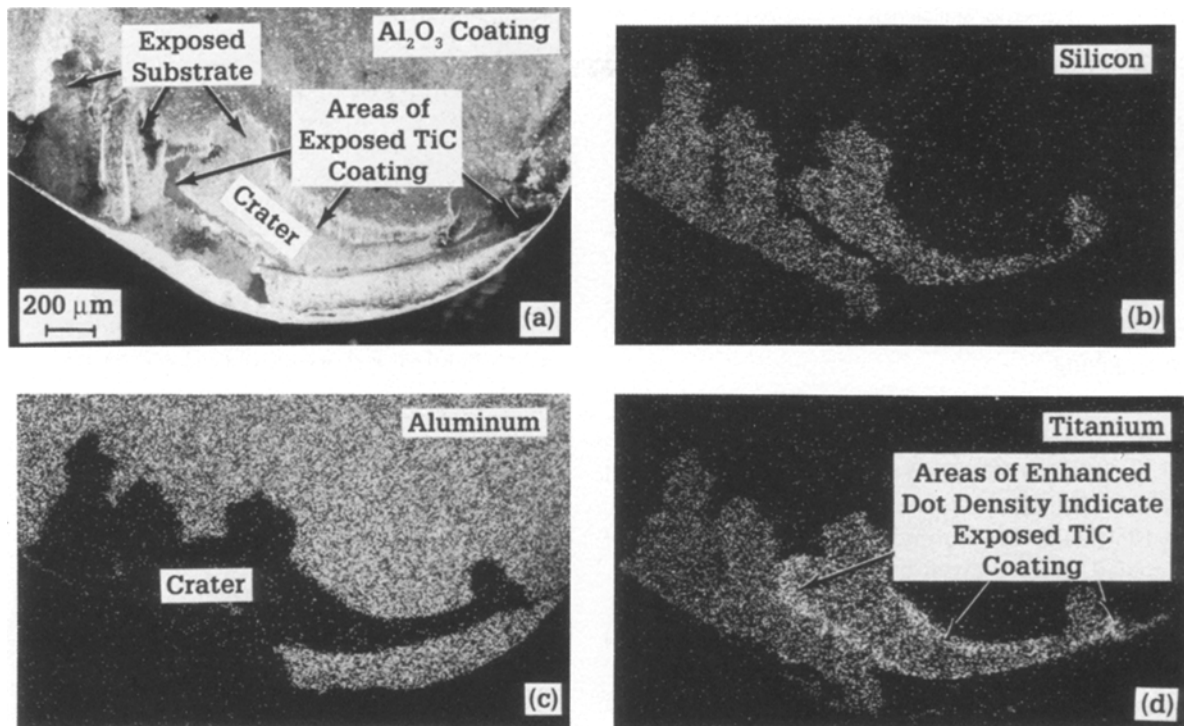 Exposed
Substrate
Al₂O₃ Coating
Areas of
Exposed TiC
Coating
Crater
200 μm
(a)
Silicon
(b)
Aluminum
Crater
(c)
Titanium
Areas of Enhanced
Dot Density Indicate
Exposed TiC
Coating
(d)